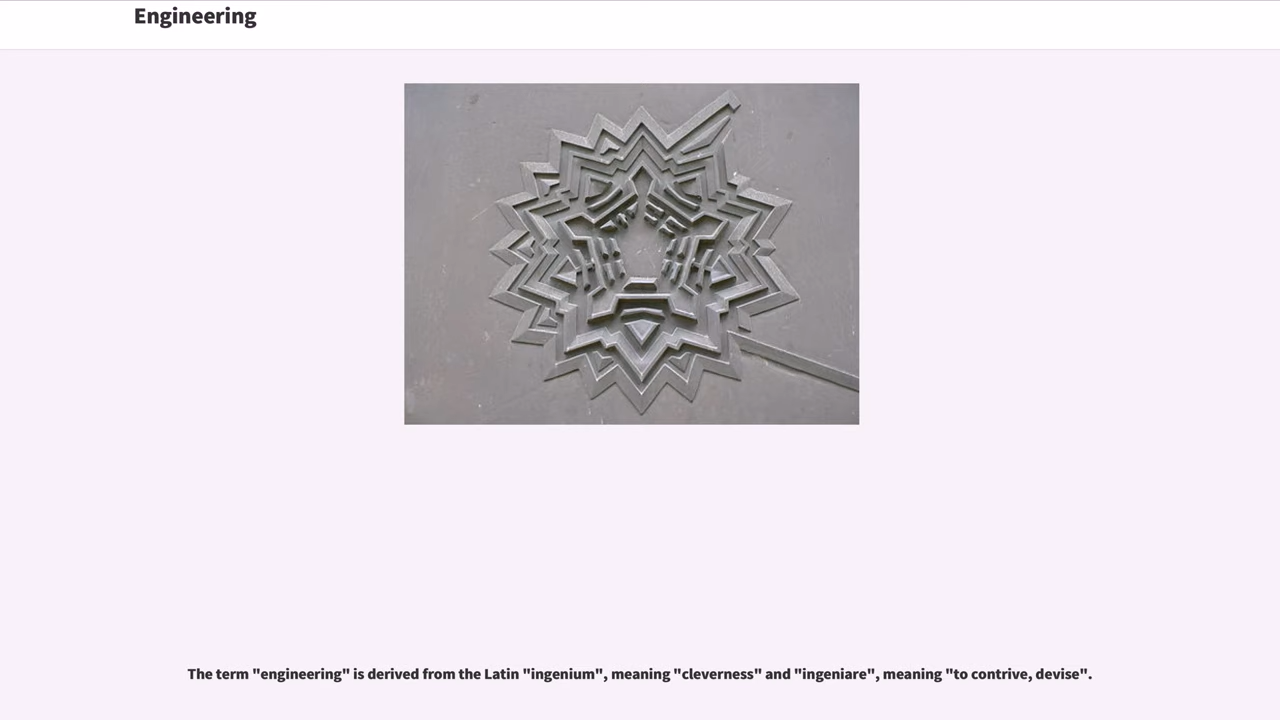 Engineering
The term "engineering" is derived from the Latin "ingenium", meaning "cleverness" and "ingeniare", meaning "to contrive, devise".